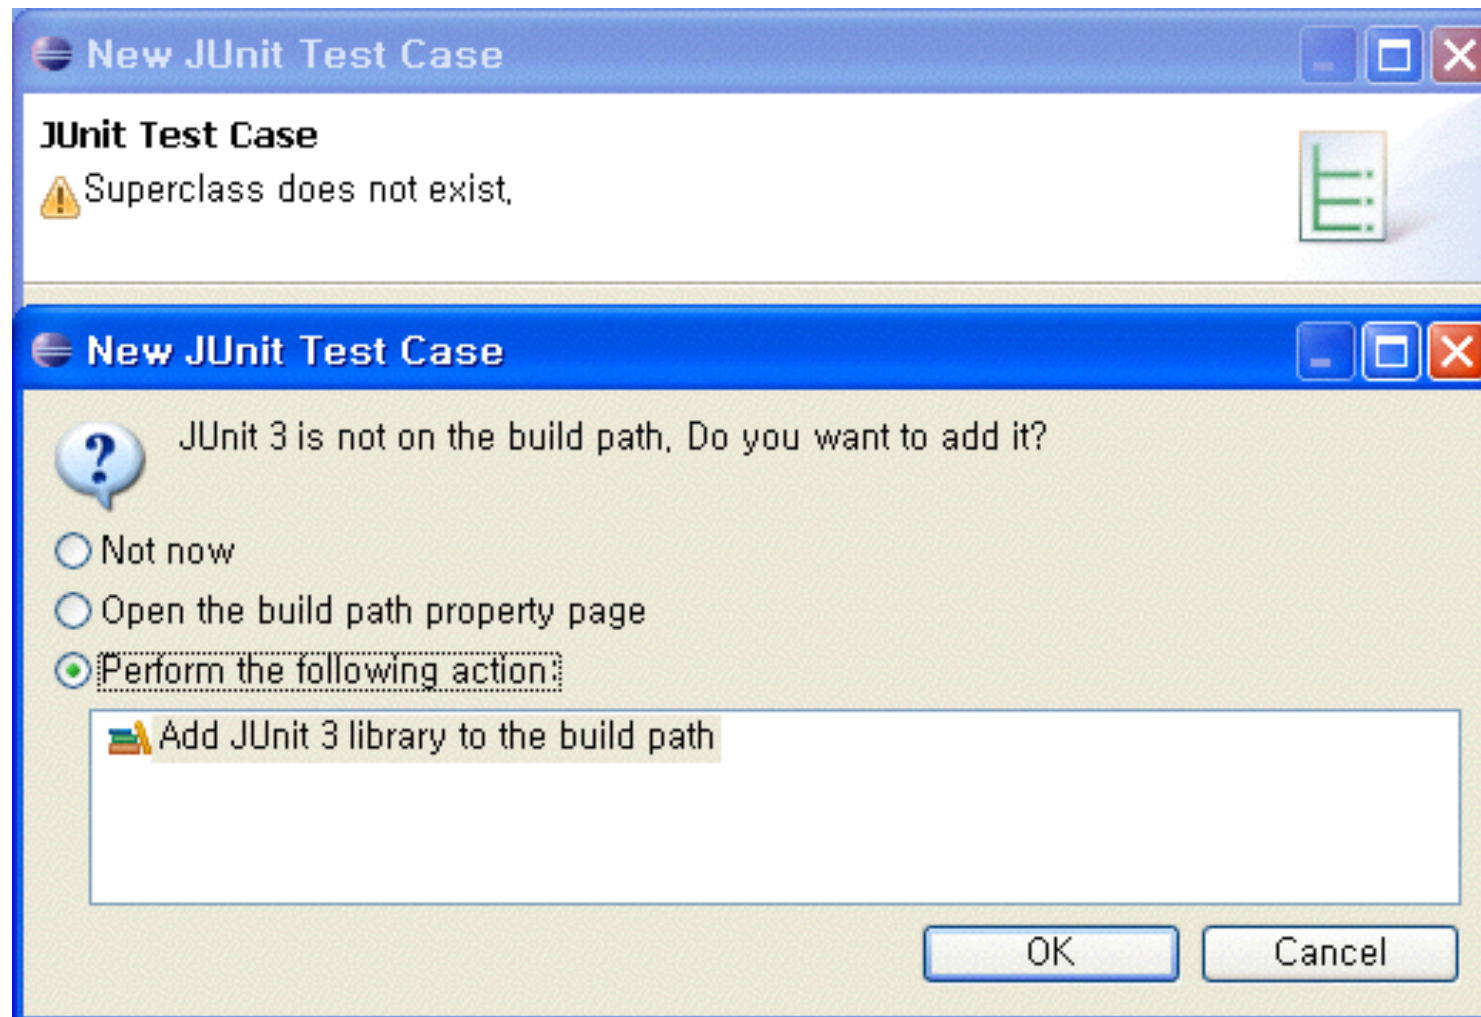 New JUnit Test Case
JUnit Test Case
Superclass does not exist.
New JUnit Test Case
JUnit 3 is not on the build path. Do you want to add it?
Not now
Open the build path property page
Perform the following action:
Add JUnit 3 library to the build path
OK
Cancel